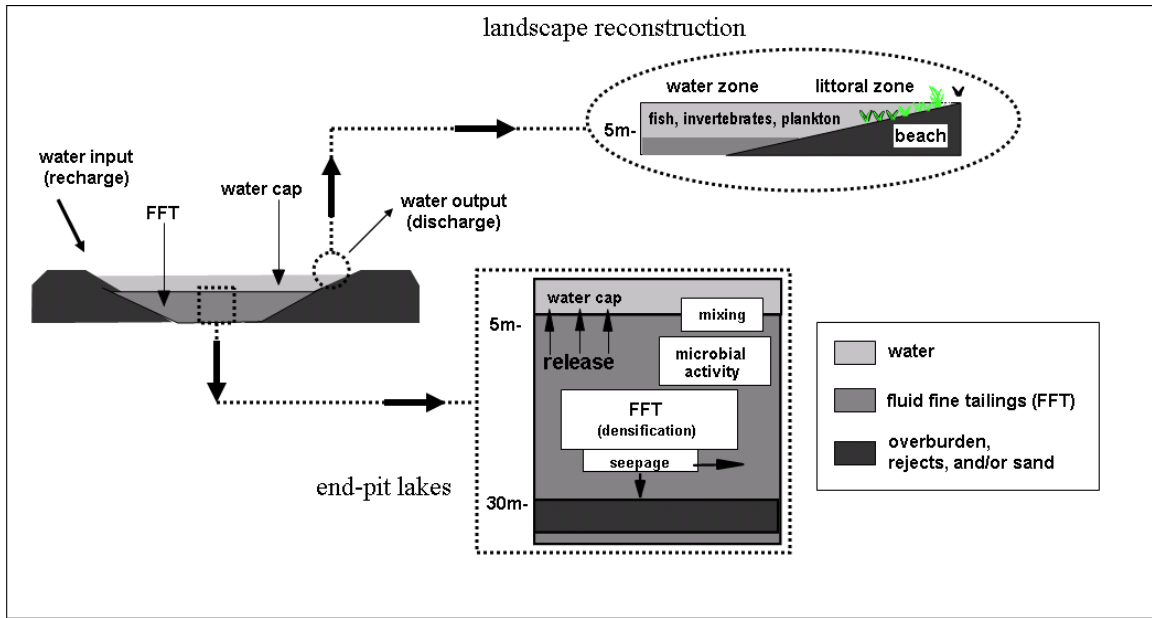 landscape reconstruction
water zone
littoral zone
fish, invertebrates, plankton
5m-
beach
water input
(recharge)
FFT
water cap
water output
(discharge)
water cap
5m-
mixing
release
microbial
activity
FFT
(densification)
seepage
30m-
end-pit lakes
water
fluid fine tailings (FFT)
overburden,
rejects, and/or sand